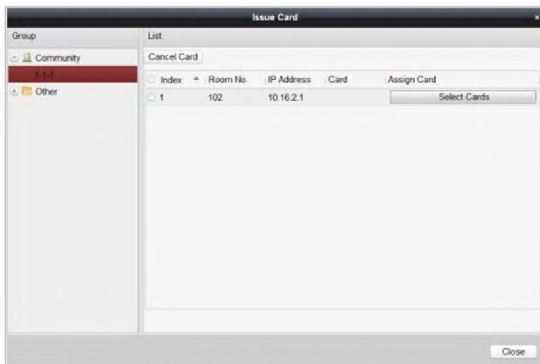 Issue Card
Group
List
Community
1-1-1
Other
Cancel Card
Index Room No. IP Address Card Assign Card
1 102 10.16.2.1 Select Cards
Close